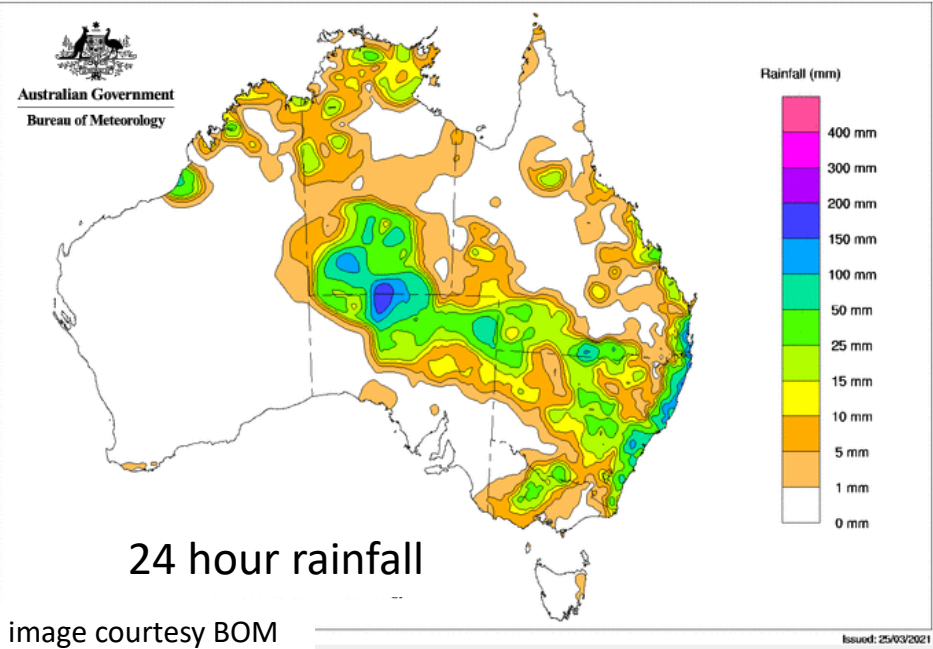 Australian Government
Bureau of Meteorology
Rainfall (mm)
400 mm
300 mm
200 mm
150 mm
100 mm
50 mm
25 mm
15 mm
10 mm
5 mm
1 mm
0 mm
24 hour rainfall
image courtesy BOM
Issued: 25/03/2021